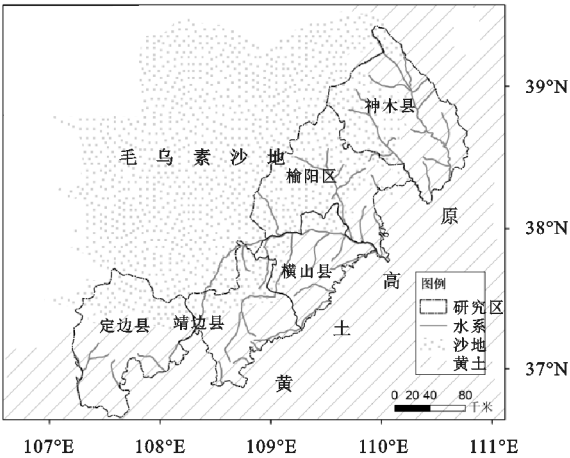 39°N
神木县
毛乌素沙地
榆阳区
原
38°N
横山县
高
图例
研究区
水系
沙地
黄土
定边县
靖边县
土
37°N
黄
0 20 40 80
千米
107°E 108°E 109°E 110°E 111°E